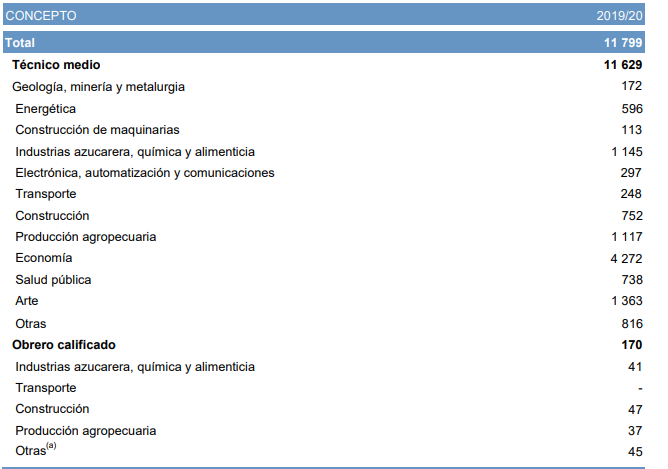 CONCEPTO 2019/20
Total 11 799
Técnico medio 11 629
Geología, minería y metalurgia 172
Energética 596
Construcción de maquinarias 113
Industrias azucarera, química y alimenticia 1 145
Electrónica, automatización y comunicaciones 297
Transporte 248
Construcción 752
Producción agropecuaria 1 117
Economía 4 272
Salud pública 738
Arte 1 363
Otras 816
Obrero calificado 170
Industrias azucarera, química y alimenticia 41
Transporte -
Construcción 47
Producción agropecuaria 37
Otras(a) 45